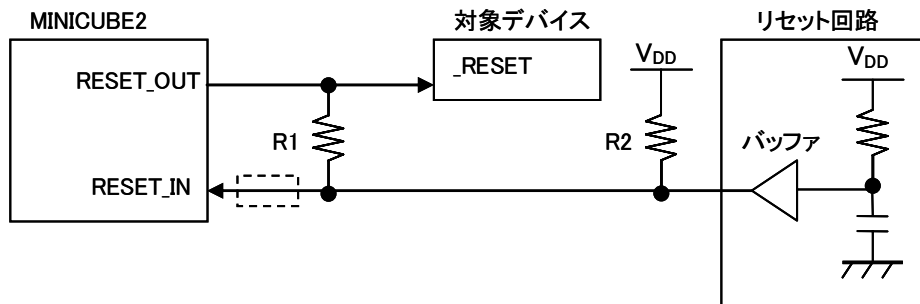 MINICUBE2
対象デバイス
リセット回路
RESET_OUT
_RESET
VDD
VDD
R1
R2
バッファ
RESET_IN